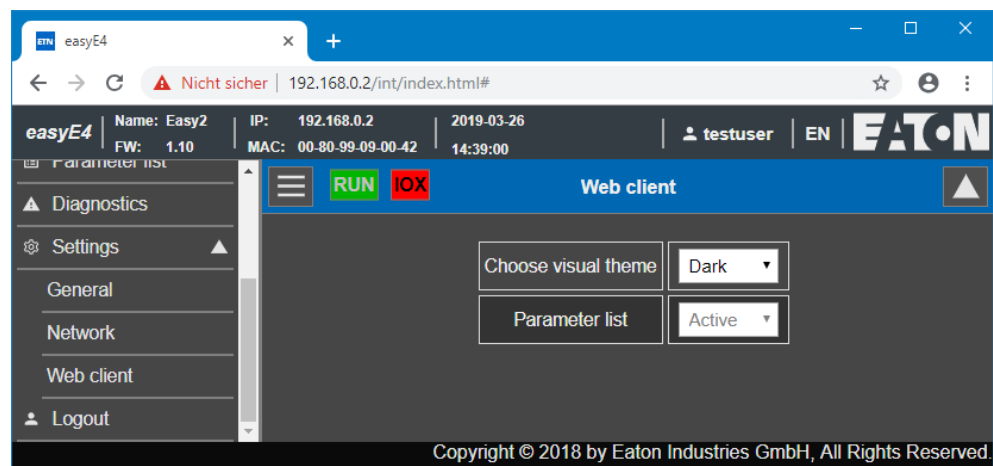 ETN easyE4
Nicht sicher | 192.168.0.2/int/index.html#
easyE4
Name: Easy2
FW: 1.10
IP: 192.168.0.2
MAC: 00-80-99-09-00-42
2019-03-26
14:39:00
testuser
EN
EATON
Parameter list
Diagnostics
Settings
General
Network
Web client
Logout
RUN
IOX
Web client
Choose visual theme
Dark
Parameter list
Active
Copyright © 2018 by Eaton Industries GmbH, All Rights Reserved.